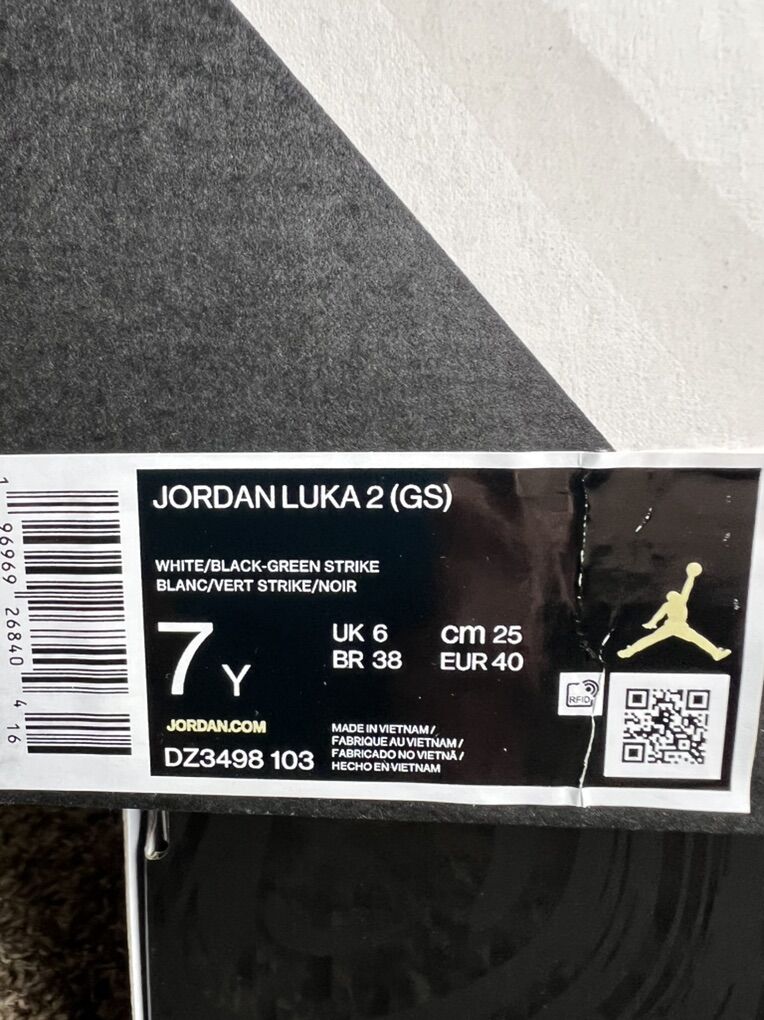 JORDAN LUKA 2 (GS)
WHITE/BLACK-GREEN STRIKE
BLANC/VERT STRIKE/NOIR
7 Y
UK 6
cm 25
BR 38
EUR 40
JORDAN.COM
DZ3498 103
MADE IN VIETNAM /
FABRIQUE AU VIETNAM /
FABRICADO NO VIETNÃ /
HECHO EN VIETNAM
RFID
1 96969 26840 4 16